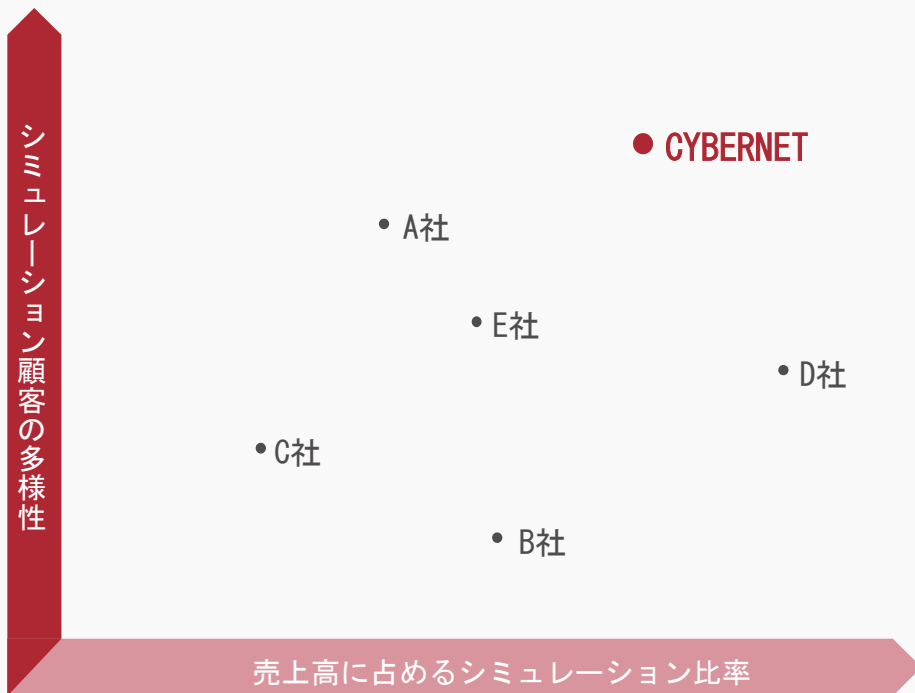 シミュレーション顧客の多様性
CYBERNET
A社
E社
D社
C社
B社
売上高に占めるシミュレーション比率